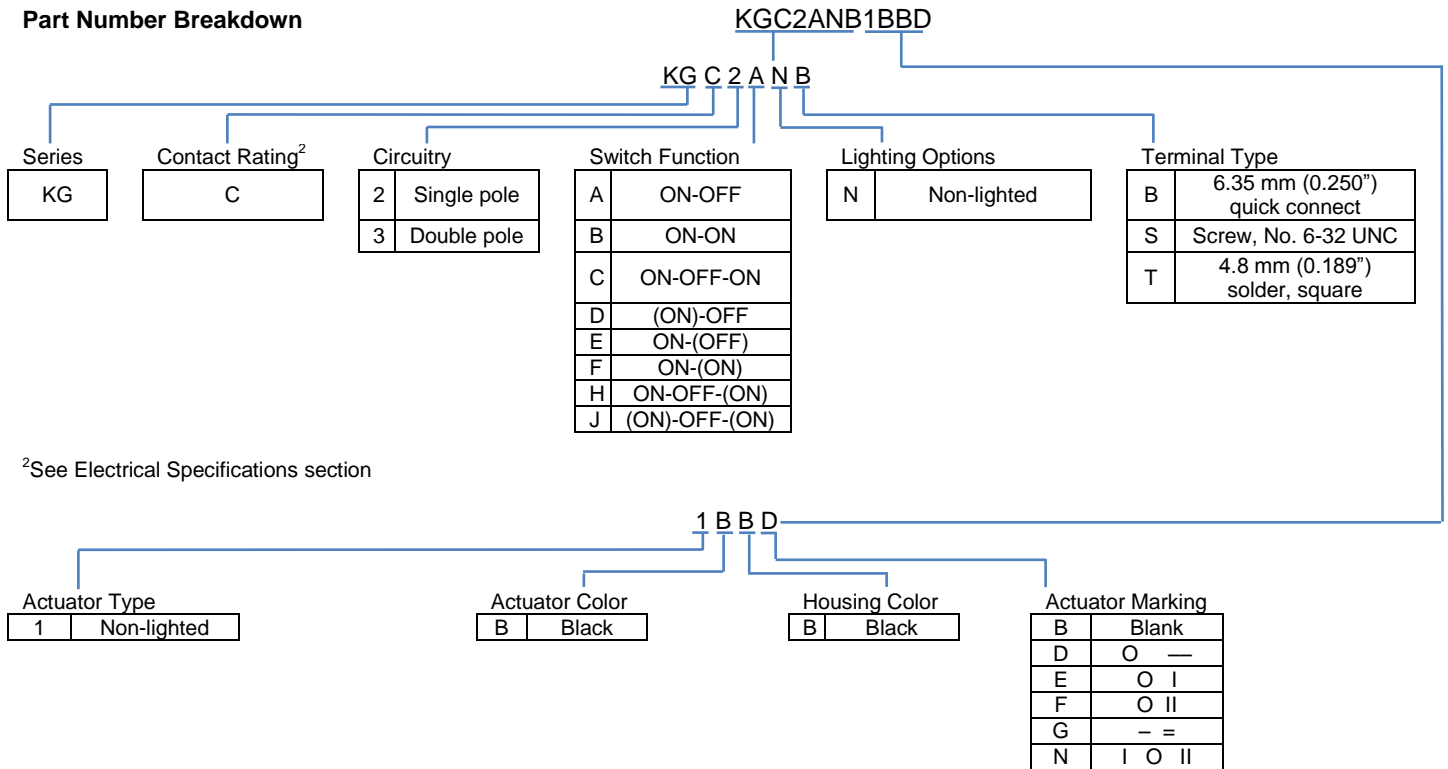 Part Number Breakdown
KGC2ANB1BBD
KG C 2 A N B
Series
KG
Contact Rating2
C
Circuitry
2 Single pole
3 Double pole
Switch Function
A ON-OFF
B ON-ON
C ON-OFF-ON
D (ON)-OFF
E ON-(OFF)
F ON-(ON)
H ON-OFF-(ON)
J (ON)-OFF-(ON)
Lighting Options
N Non-lighted
Terminal Type
B 6.35 mm (0.250”)
quick connect
S Screw, No. 6-32 UNC
T 4.8 mm (0.189”)
solder, square
2See Electrical Specifications section
1 B B D
Actuator Type
1 Non-lighted
Actuator Color
B Black
Housing Color
B Black
Actuator Marking
B Blank
D O —
E O I
F O II
G – =
N I O II